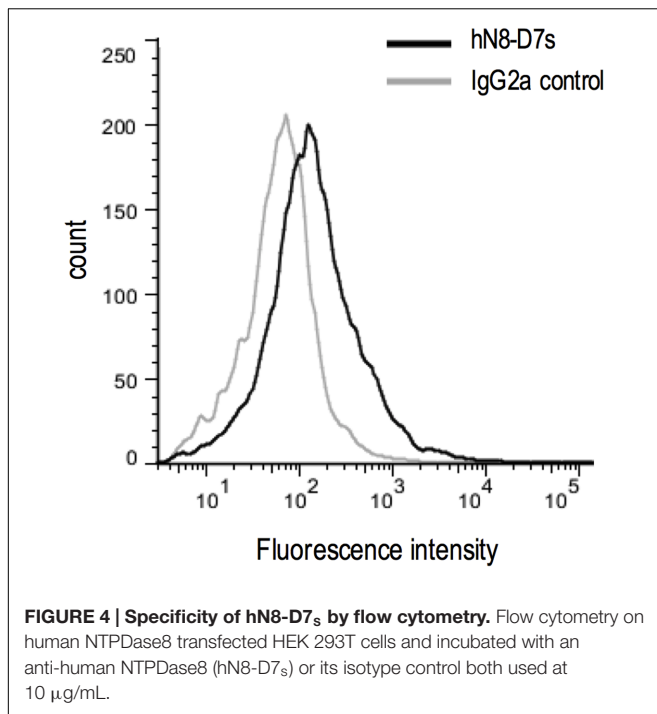 hN8-D7s
IgG2a control
250
200
150
100
50
0
count
10¹ 10² 10³ 10⁴ 10⁵
Fluorescence intensity
FIGURE 4 | Specificity of hN8-D7ₛ by flow cytometry. Flow cytometry on
human NTPDase8 transfected HEK 293T cells and incubated with an
anti-human NTPDase8 (hN8-D7ₛ) or its isotype control both used at
10 μg/mL.